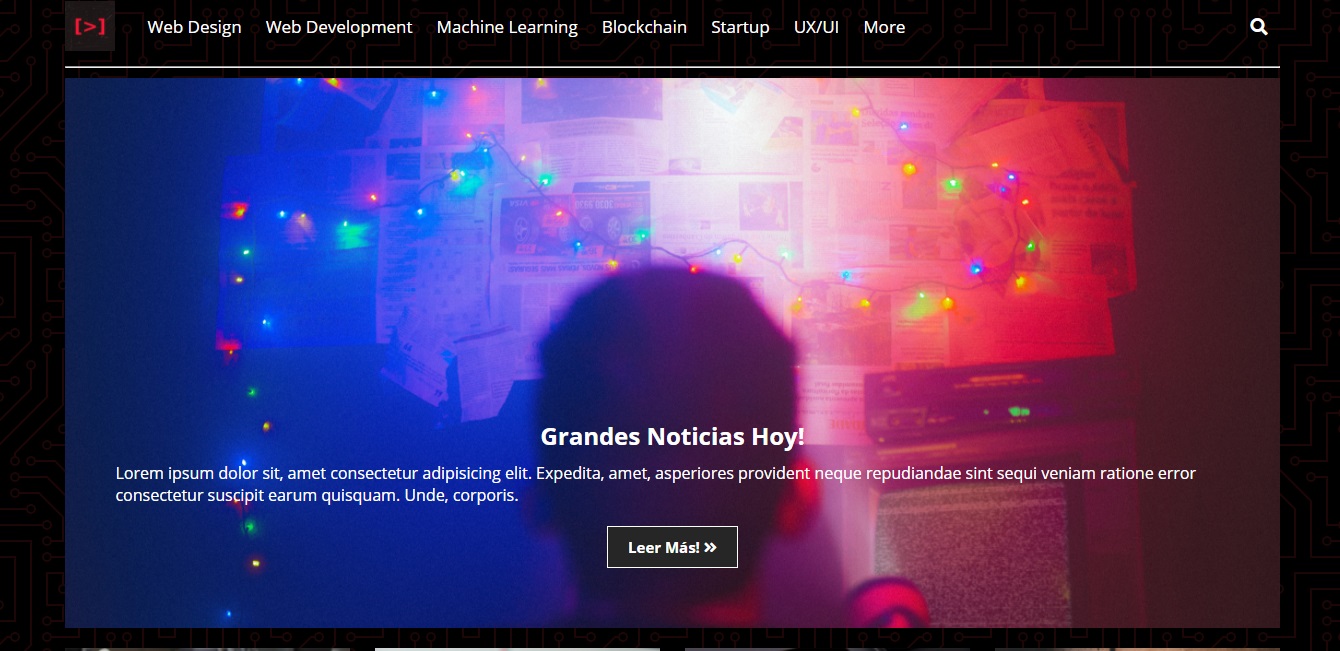 [>] Web Design Web Development Machine Learning Blockchain Startup UX/UI More
Grandes Noticias Hoy!
Lorem ipsum dolor sit, amet consectetur adipisicing elit. Expedita, amet, asperiores provident neque repudiandae sint sequi veniam ratione error
consectetur suscipit earum quisquam. Unde, corporis.
Leer Más! »